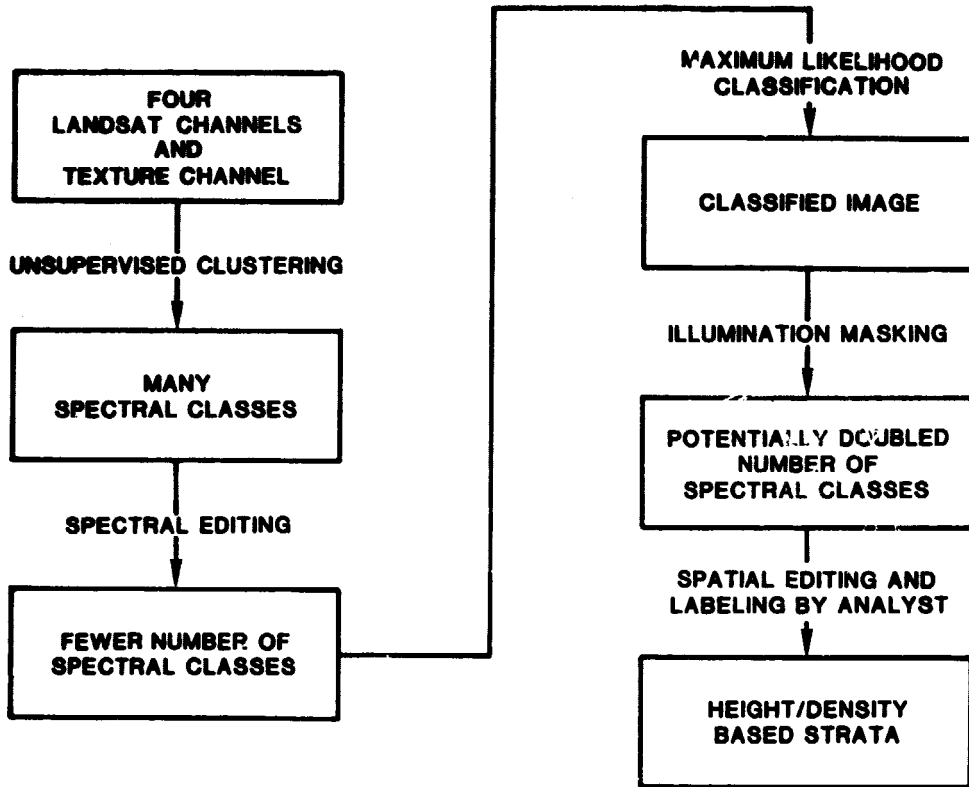 FOUR
LANDSAT CHANNELS
AND
TEXTURE CHANNEL
UNSUPERVISED CLUSTERING
MANY
SPECTRAL CLASSES
SPECTRAL EDITING
FEWER NUMBER OF
SPECTRAL CLASSES
MAXIMUM LIKELIHOOD
CLASSIFICATION
CLASSIFIED IMAGE
ILLUMINATION MASKING
POTENTIALLY DOUBLED
NUMBER OF
SPECTRAL CLASSES
SPATIAL EDITING AND
LABELING BY ANALYST
HEIGHT/DENSITY
BASED STRATA